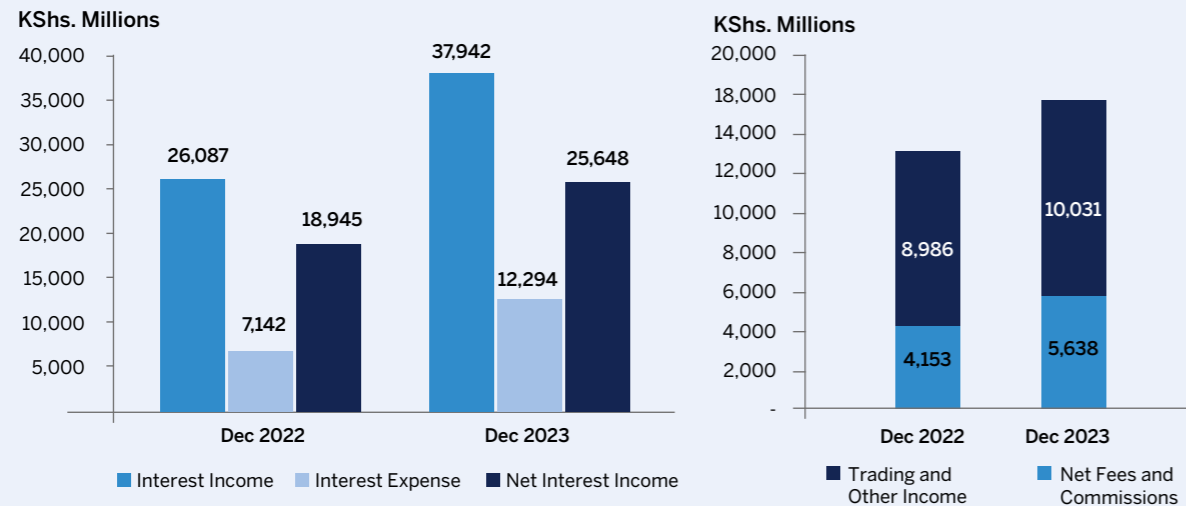 KShs. Millions
40,000
35,000
30,000
25,000
20,000
15,000
10,000
5,000
26,087
7,142
18,945
37,942
12,294
25,648
Dec 2022
Dec 2023
Interest Income
Interest Expense
Net Interest Income
KShs. Millions
20,000
18,000
14,000
12,000
10,000
8,000
6,000
4,000
2,000
-
8,986
4,153
10,031
5,638
Dec 2022
Dec 2023
Trading and
Other Income
Net Fees and
Commissions